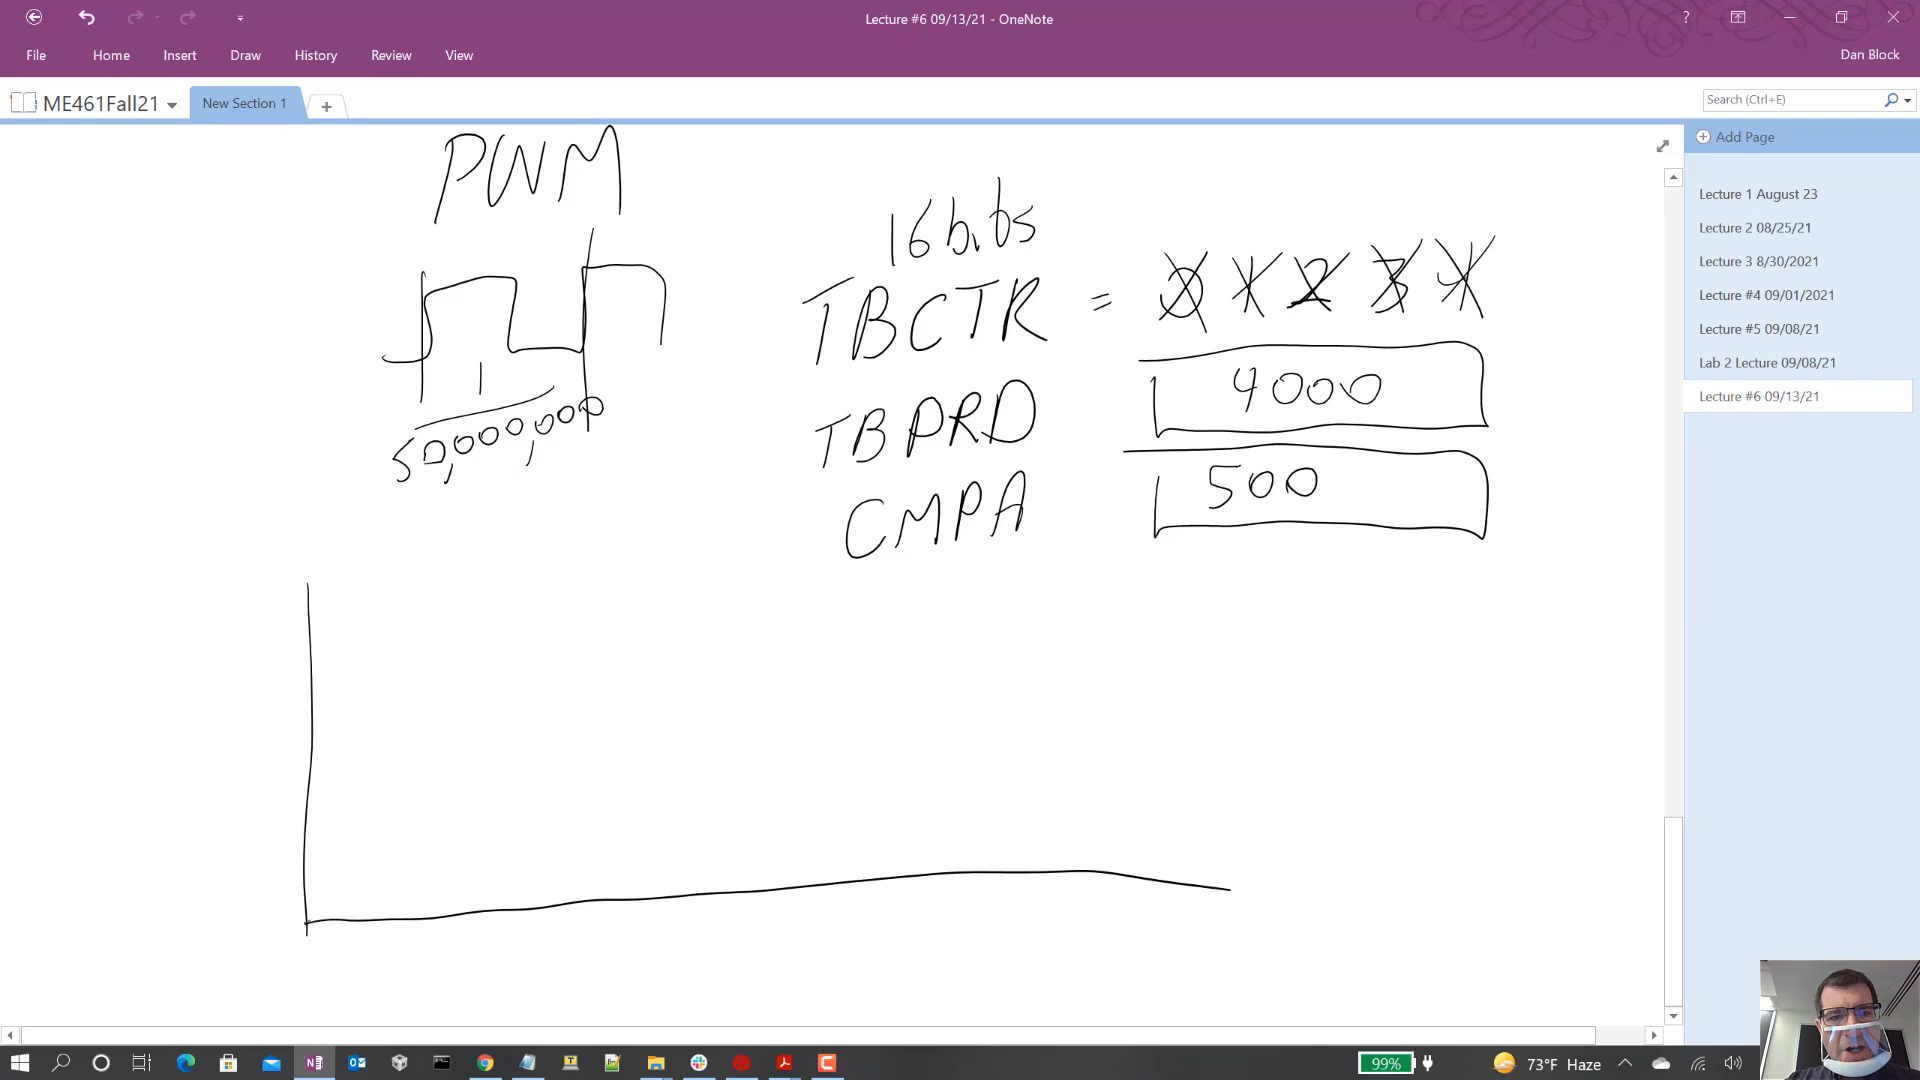 Lecture #6 09/13/21 - OneNote
?
File Home Insert Draw History Review View
Dan Block
ME461Fall21
New Section 1
+
Search (Ctrl+E)
Add Page
Lecture 1 August 23
Lecture 2 08/25/21
Lecture 3 8/30/2021
Lecture #4 09/01/2021
Lecture #5 09/08/21
Lab 2 Lecture 09/08/21
Lecture #6 09/13/21
PWM
1
50,000,000
16 bits
TBCTR = 0 1 2 3 4
TBPRD 4000
CMPA 500
99%
73°F Haze